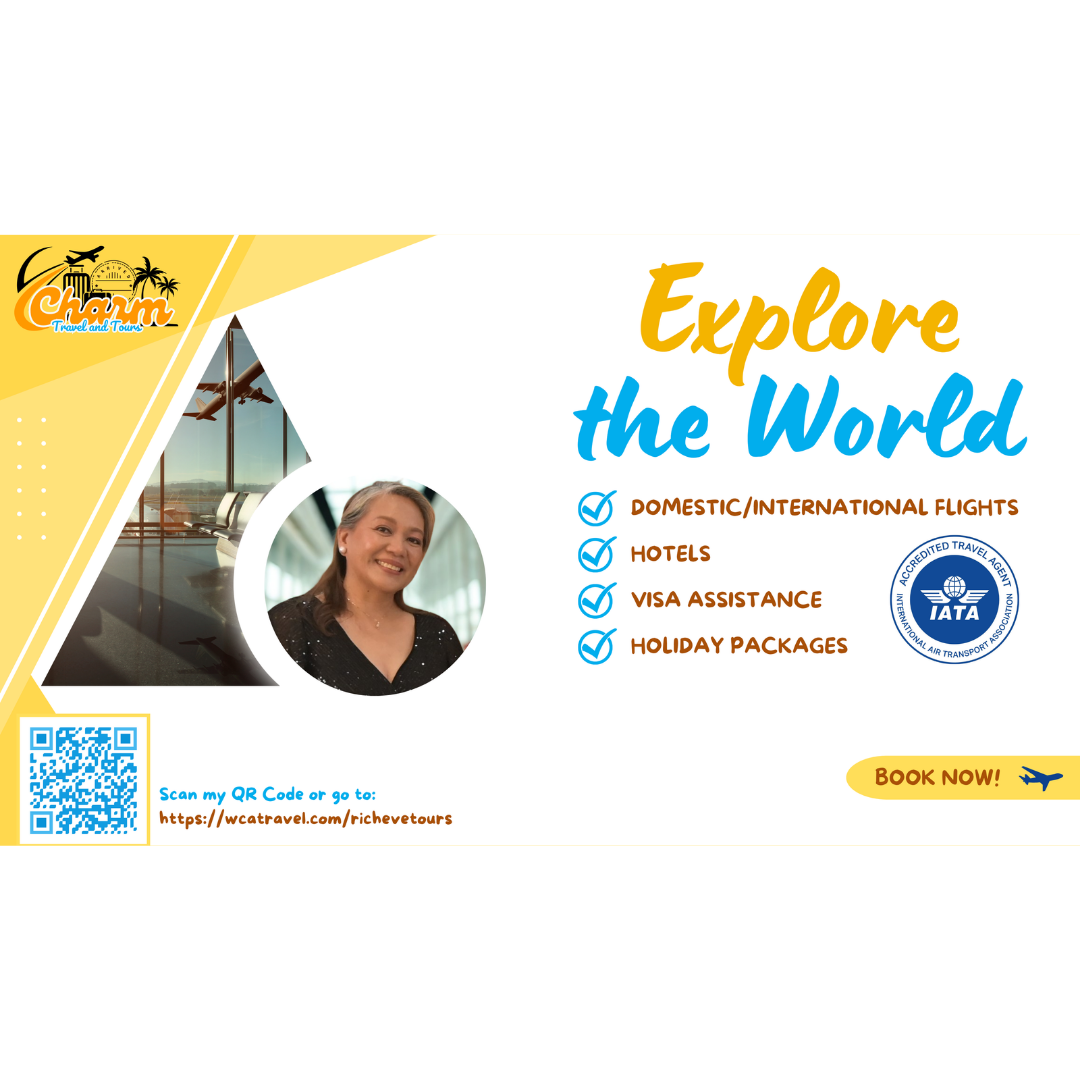 Charm
Travel and Tours
ARRIVED
Explore
the World
DOMESTIC/INTERNATIONAL FLIGHTS
HOTELS
VISA ASSISTANCE
HOLIDAY PACKAGES
ACCREDITED TRAVEL AGENT
IATA
INTERNATIONAL AIR TRANSPORT ASSOCIATION
BOOK NOW!
Scan my QR Code or go to:
https://wcatravel.com/richevetours